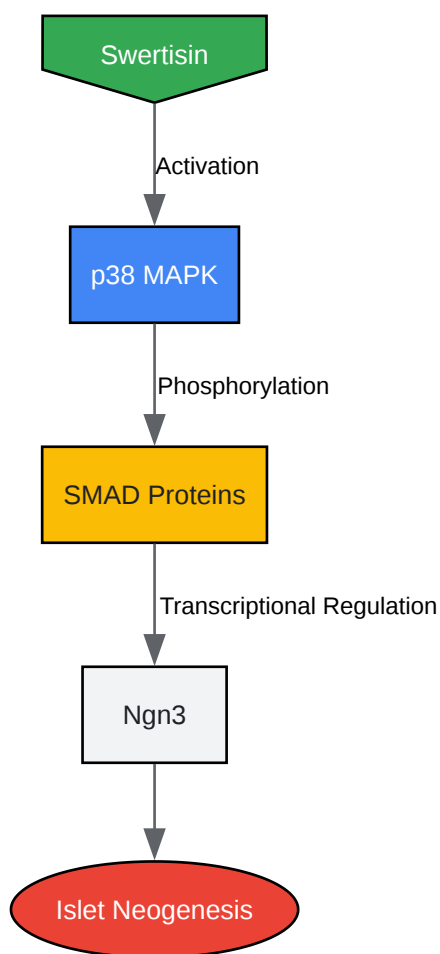 Swertisin
Activation
p38 MAPK
Phosphorylation
SMAD Proteins
Transcriptional Regulation
Ngn3
Islet Neogenesis